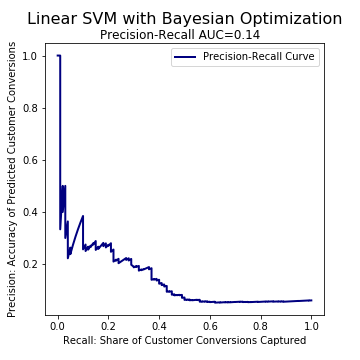 Linear SVM with Bayesian Optimization
Precision-Recall AUC=0.14
Precision-Recall Curve
Precision: Accuracy of Predicted Customer Conversions
1.0
0.8
0.6
0.4
0.2
0.0 0.2 0.4 0.6 0.8 1.0
Recall: Share of Customer Conversions Captured